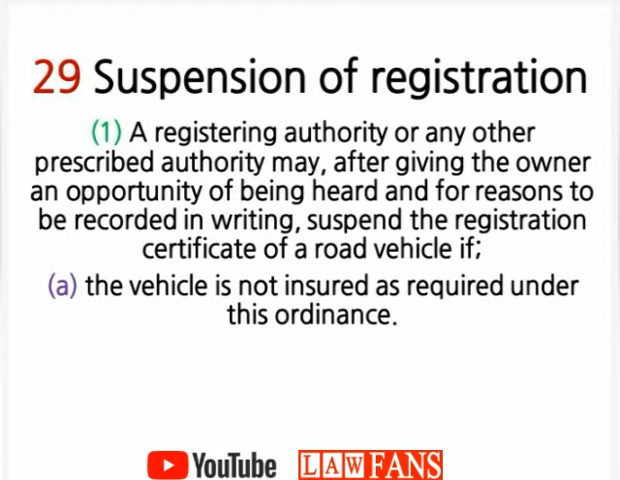 29 Suspension of registration
(1) A registering authority or any other
prescribed authority may, after giving the owner
an opportunity of being heard and for reasons to
be recorded in writing, suspend the registration
certificate of a road vehicle if;
(a) the vehicle is not insured as required under
this ordinance.
YouTube LAWFANS